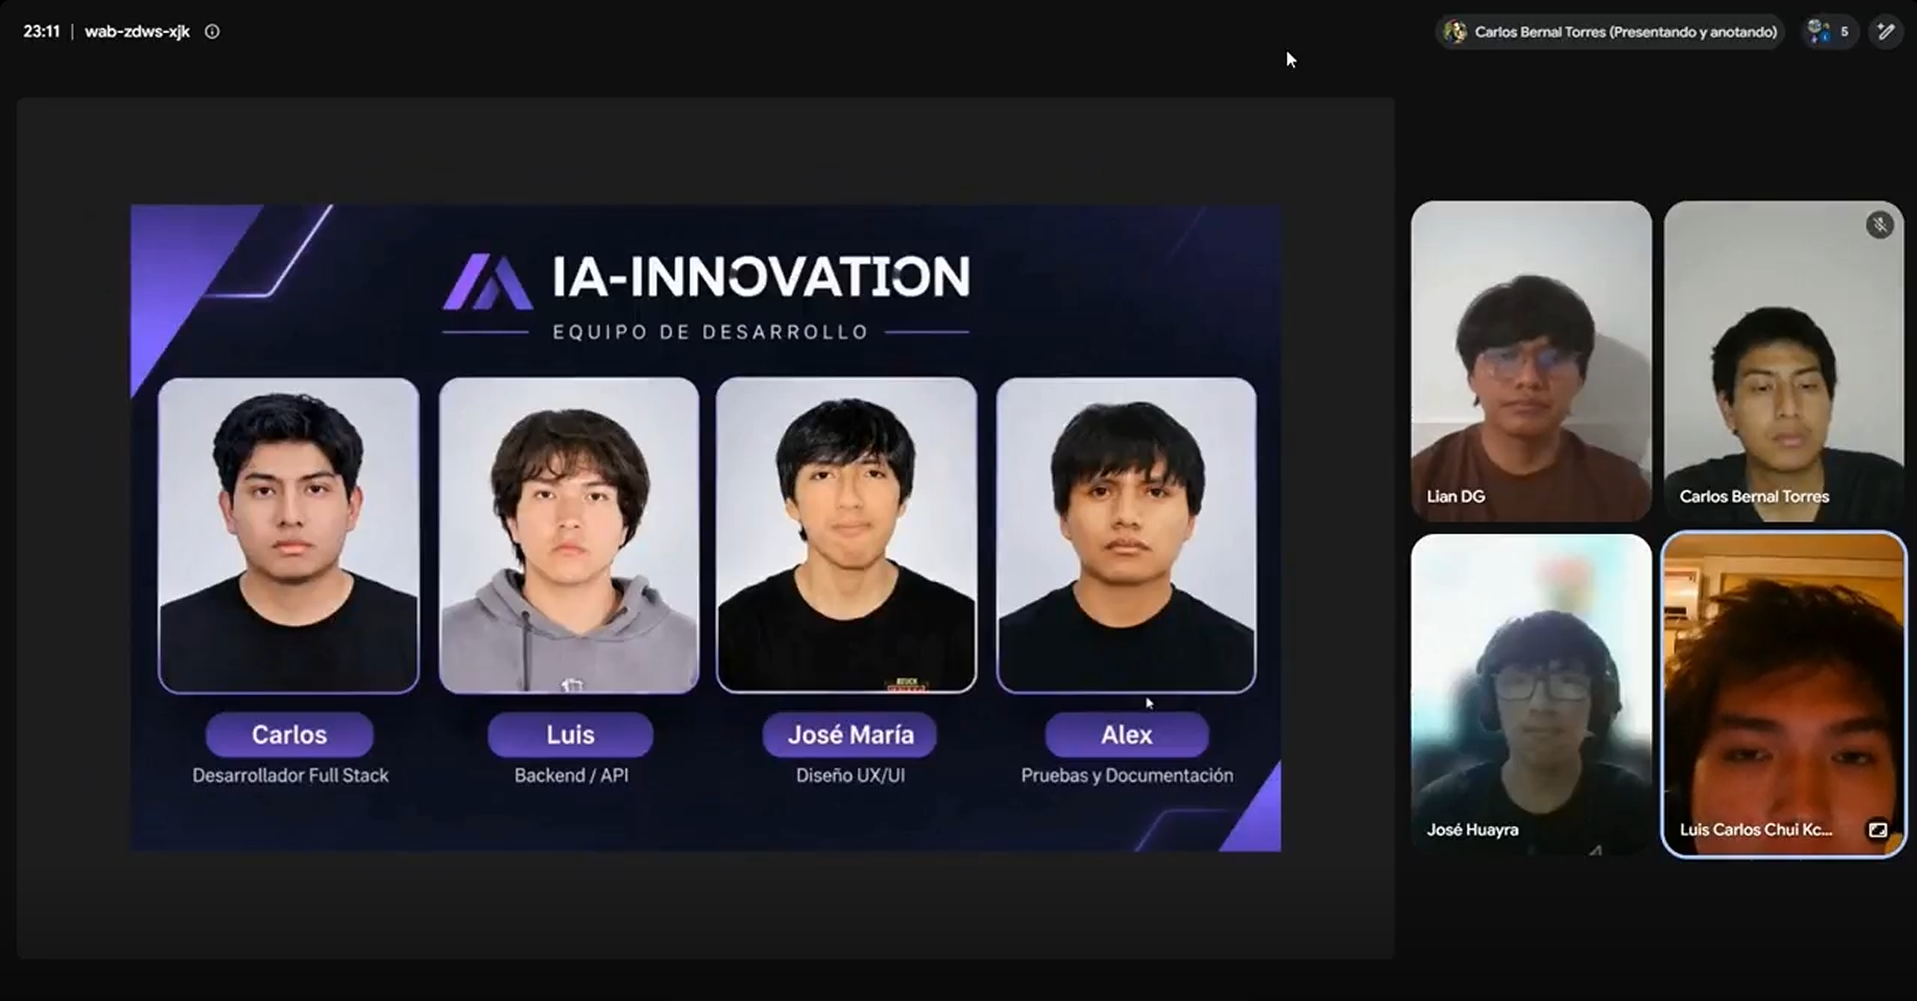 23:11 | wab-zdws-xjk
Carlos Bernal Torres (Presentando y anotando)
5
IA-INNOVATION
EQUIPO DE DESARROLLO
Carlos
Desarrollador Full Stack
Luis
Backend / API
José María
Diseño UX/UI
Alex
Pruebas y Documentación
Lian DG
Carlos Bernal Torres
José Huayra
Luis Carlos Chui Kc...